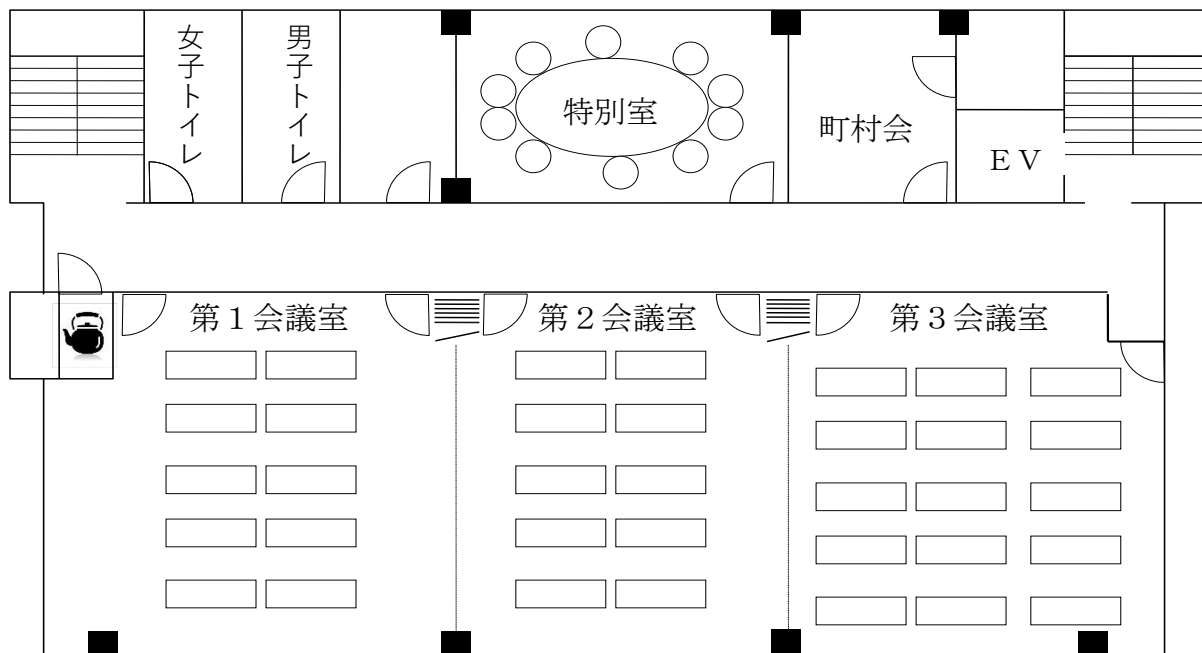 女子トイレ
男子トイレ
特別室
町村会
ＥＶ
第１会議室
第２会議室
第３会議室